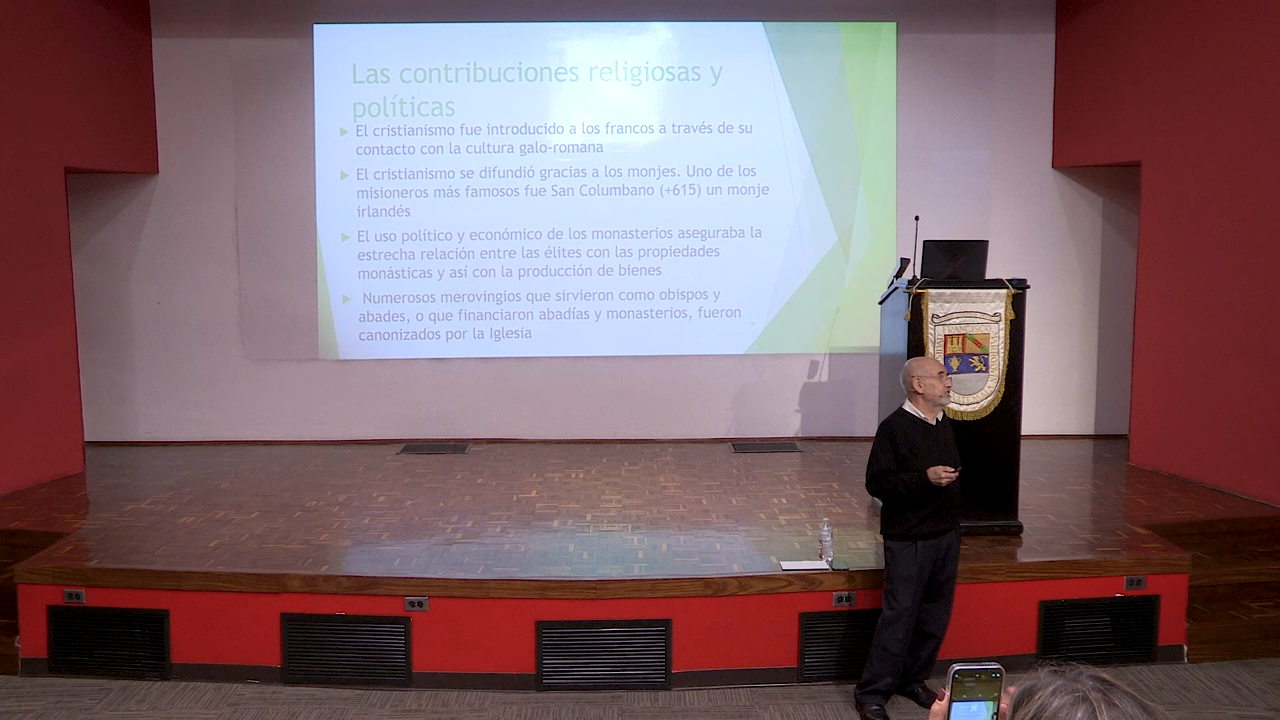 Las contribuciones religiosas y
políticas
El cristianismo fue introducido a los francos a través de su
contacto con la cultura galo-romana
El cristianismo se difundió gracias a los monjes. Uno de los
misioneros más famosos fue San Columbano (+615) un monje
irlandés
El uso político y económico de los monasterios aseguraba la
estrecha relación entre las élites con las propiedades
monásticas y así con la producción de bienes
Numerosos merovingios que sirvieron como obispos y
abades, o que financiaron abadías y monasterios, fueron
canonizados por la Iglesia
FRANCISCO